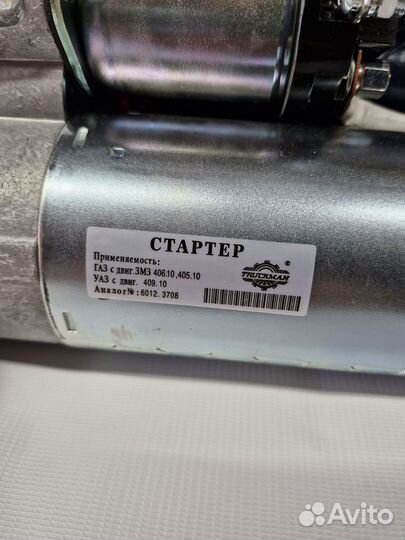 СТАРТЕР
Применяемость:
ГАЗ с двиг.ЗМЗ 406.10,405.10
УАЗ с двиг. 409.10
Аналог№:6012.3708
TRUCKMAN
®
Avito